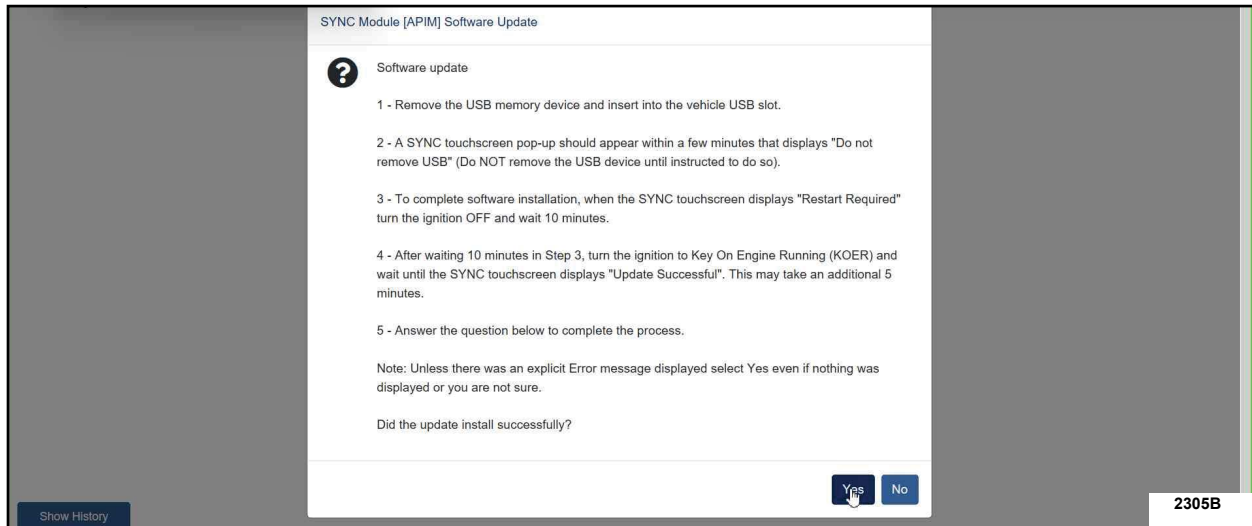 SYNC Module [APIM] Software Update
Software update
1 - Remove the USB memory device and insert into the vehicle USB slot.
2 - A SYNC touchscreen pop-up should appear within a few minutes that displays "Do not
remove USB" (Do NOT remove the USB device until instructed to do so).
3 - To complete software installation, when the SYNC touchscreen displays "Restart Required"
turn the ignition OFF and wait 10 minutes.
4 - After waiting 10 minutes in Step 3, turn the ignition to Key On Engine Running (KOER) and
wait until the SYNC touchscreen displays "Update Successful". This may take an additional 5
minutes.
5 - Answer the question below to complete the process.
Note: Unless there was an explicit Error message displayed select Yes even if nothing was
displayed or you are not sure.
Did the update install successfully?
Yes No
Show History
2305B